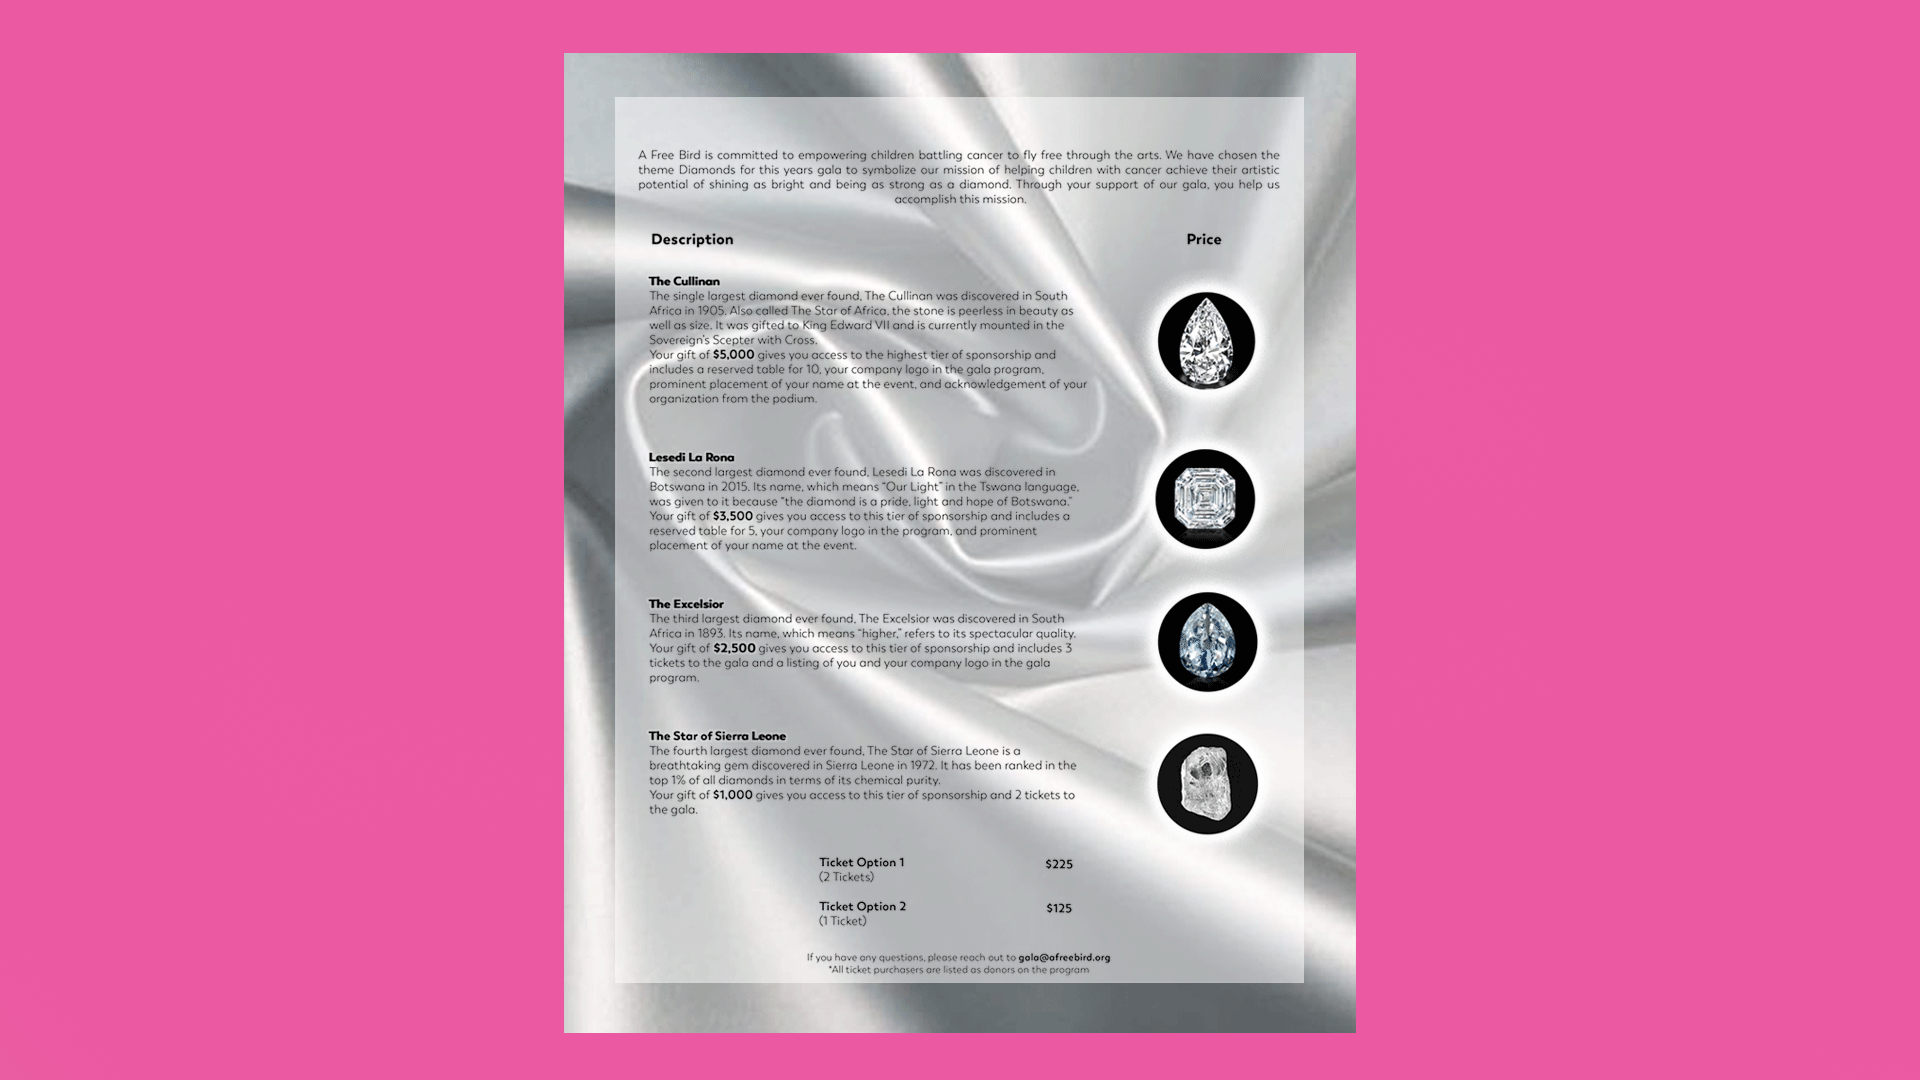 A Free Bird is committed to empowering children battling cancer to fly free through the arts. We have chosen the
theme Diamonds for this years gala to symbolize our mission of helping children with cancer achieve their artistic
potential of shining as bright and being as strong as a diamond. Through your support of our gala, you help us
accomplish this mission.
Description Price
The Cullinan
The single largest diamond ever found, The Cullinan was discovered in South
Africa in 1905. Also called The Star of Africa, the stone is peerless in beauty as
well as size. It was gifted to King Edward VII and is currently mounted in the
Sovereign's Scepter with Cross.
Your gift of $5,000 gives you access to the highest tier of sponsorship and
includes a reserved table for 10, your company logo in the gala program,
prominent placement of your name at the event, and acknowledgement of your
organization from the podium.
Lesedi La Rona
The second largest diamond ever found, Lesedi La Rona was discovered in
Botswana in 2015. Its name, which means "Our Light" in the Tswana language,
was given to it because "the diamond is a pride, light and hope of Botswana."
Your gift of $3,500 gives you access to this tier of sponsorship and includes a
reserved table for 5, your company logo in the program, and prominent
placement of your name at the event.
The Excelsior
The third largest diamond ever found, The Excelsior was discovered in South
Africa in 1893. Its name, which means "higher," refers to its spectacular quality.
Your gift of $2,500 gives you access to this tier of sponsorship and includes 3
tickets to the gala and a listing of you and your company logo in the gala
program.
The Star of Sierra Leone
The fourth largest diamond ever found, The Star of Sierra Leone is a
breathtaking gem discovered in Sierra Leone in 1972. It has been ranked in the
top 1% of all diamonds in terms of its chemical purity.
Your gift of $1,000 gives you access to this tier of sponsorship and 2 tickets to
the gala.
Ticket Option 1 $225
(2 Tickets)
Ticket Option 2 $125
(1 Ticket)
If you have any questions, please reach out to gala@afreebird.org
*All ticket purchasers are listed as donors on the program